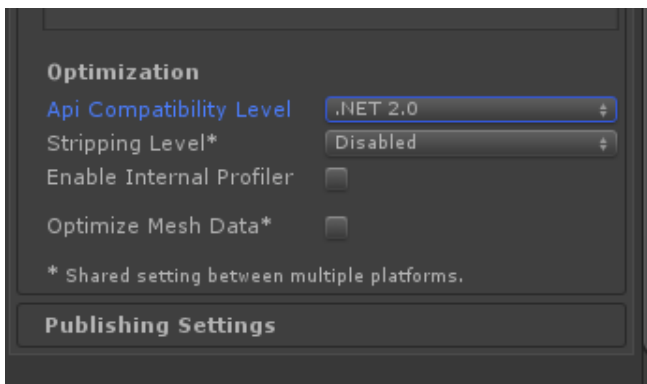 Optimization
Api Compatibility Level .NET 2.0
Stripping Level* Disabled
Enable Internal Profiler
Optimize Mesh Data*
* Shared setting between multiple platforms.
Publishing Settings